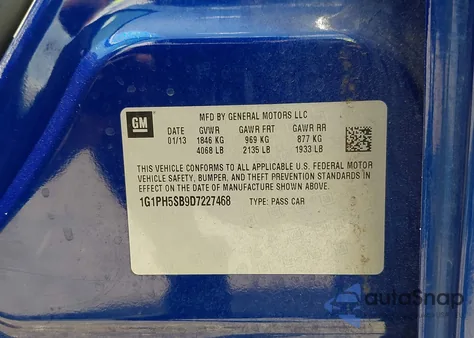 GM
MFD BY GENERAL MOTORS LLC
DATE GVWR GAWR FRT GAWR RR
01/13 1846 KG 969 KG 877 KG
4068 LB 2135 LB 1933 LB
THIS VEHICLE CONFORMS TO ALL APPLICABLE U.S. FEDERAL MOTOR
VEHICLE SAFETY, BUMPER, AND THEFT PREVENTION STANDARDS IN
EFFECT ON THE DATE OF MANUFACTURE SHOWN ABOVE.
1G1PH5SB9D7227468 TYPE: PASS CAR
autoSnap